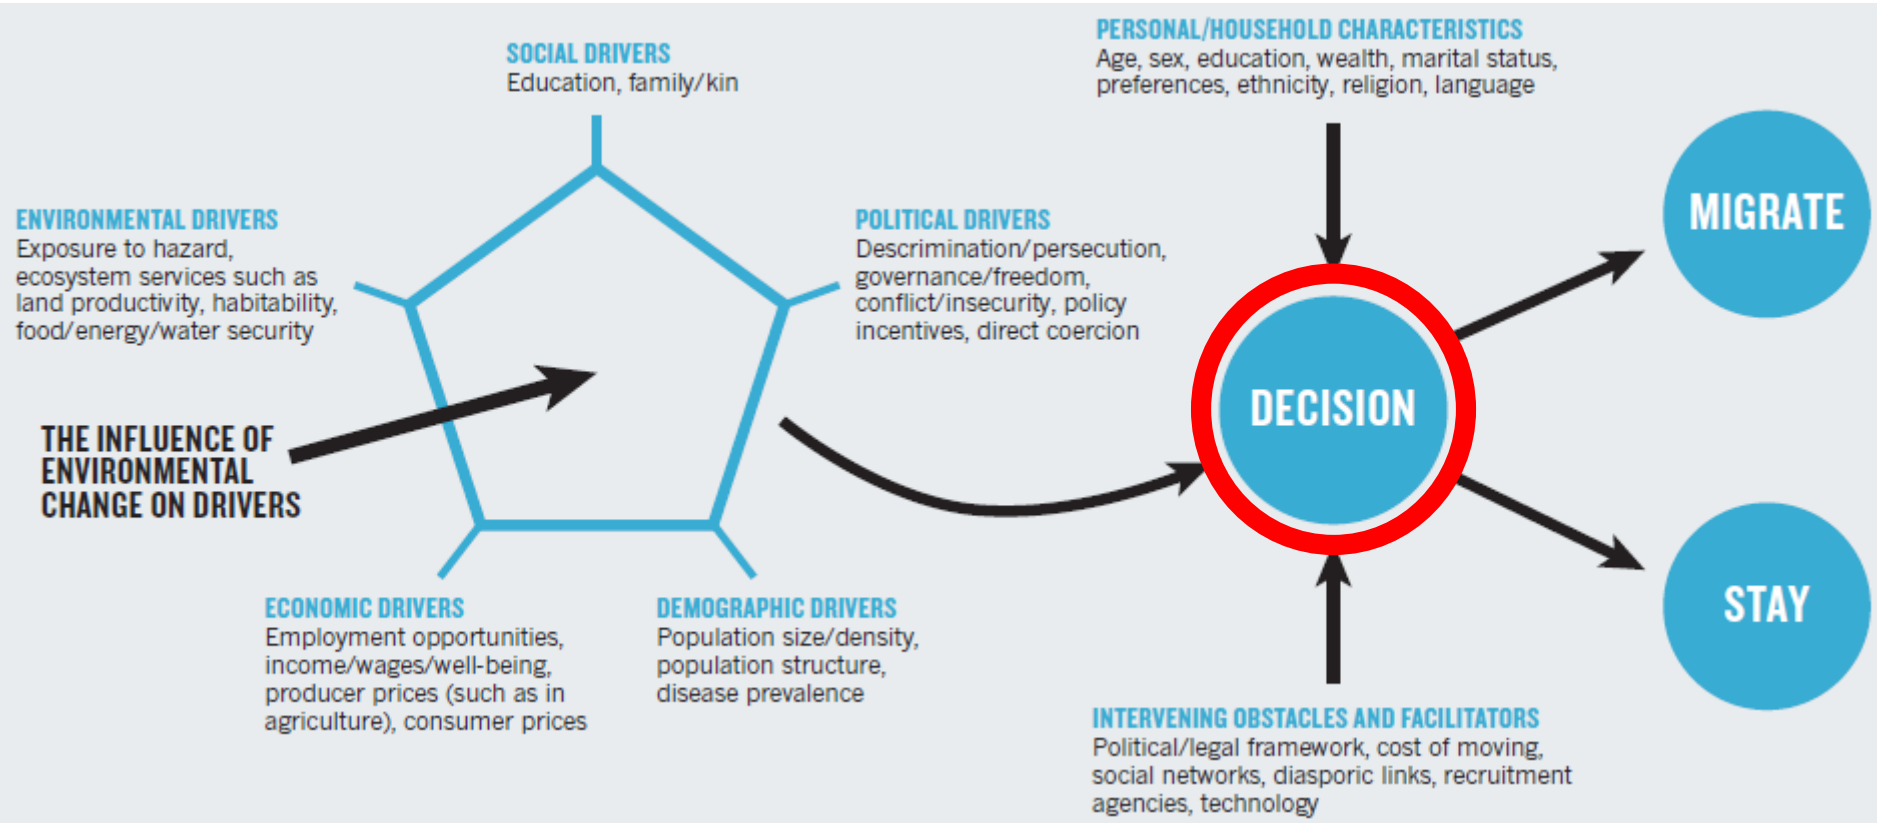 SOCIAL DRIVERS
Education, family/kin
ENVIRONMENTAL DRIVERS
Exposure to hazard,
ecosystem services such as
land productivity, habitability,
food/energy/water security
POLITICAL DRIVERS
Descrimination/persecution,
governance/freedom,
conflict/insecurity, policy
incentives, direct coercion
THE INFLUENCE OF
ENVIRONMENTAL
CHANGE ON DRIVERS
ECONOMIC DRIVERS
Employment opportunities,
income/wages/well-being,
producer prices (such as in
agriculture), consumer prices
DEMOGRAPHIC DRIVERS
Population size/density,
population structure,
disease prevalence
PERSONAL/HOUSEHOLD CHARACTERISTICS
Age, sex, education, wealth, marital status,
preferences, ethnicity, religion, language
DECISION
INTERVENING OBSTACLES AND FACILITATORS
Political/legal framework, cost of moving,
social networks, diasporic links, recruitment
agencies, technology
MIGRATE
STAY